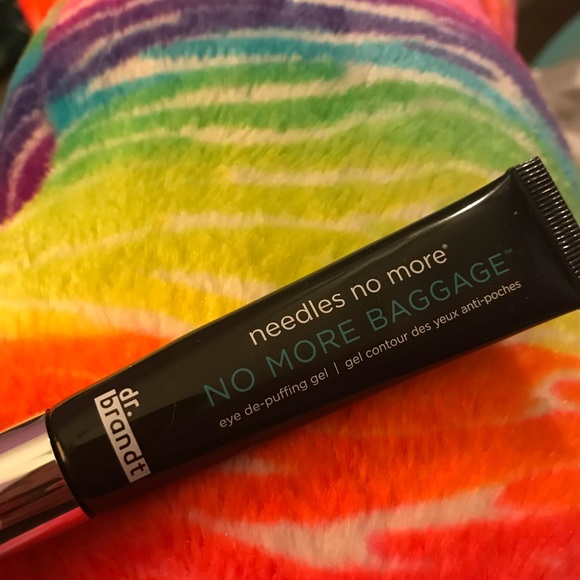 needles no more®
NO MORE BAGGAGE™
eye de-puffing gel | gel contour des yeux anti-poches
dr.
brandt